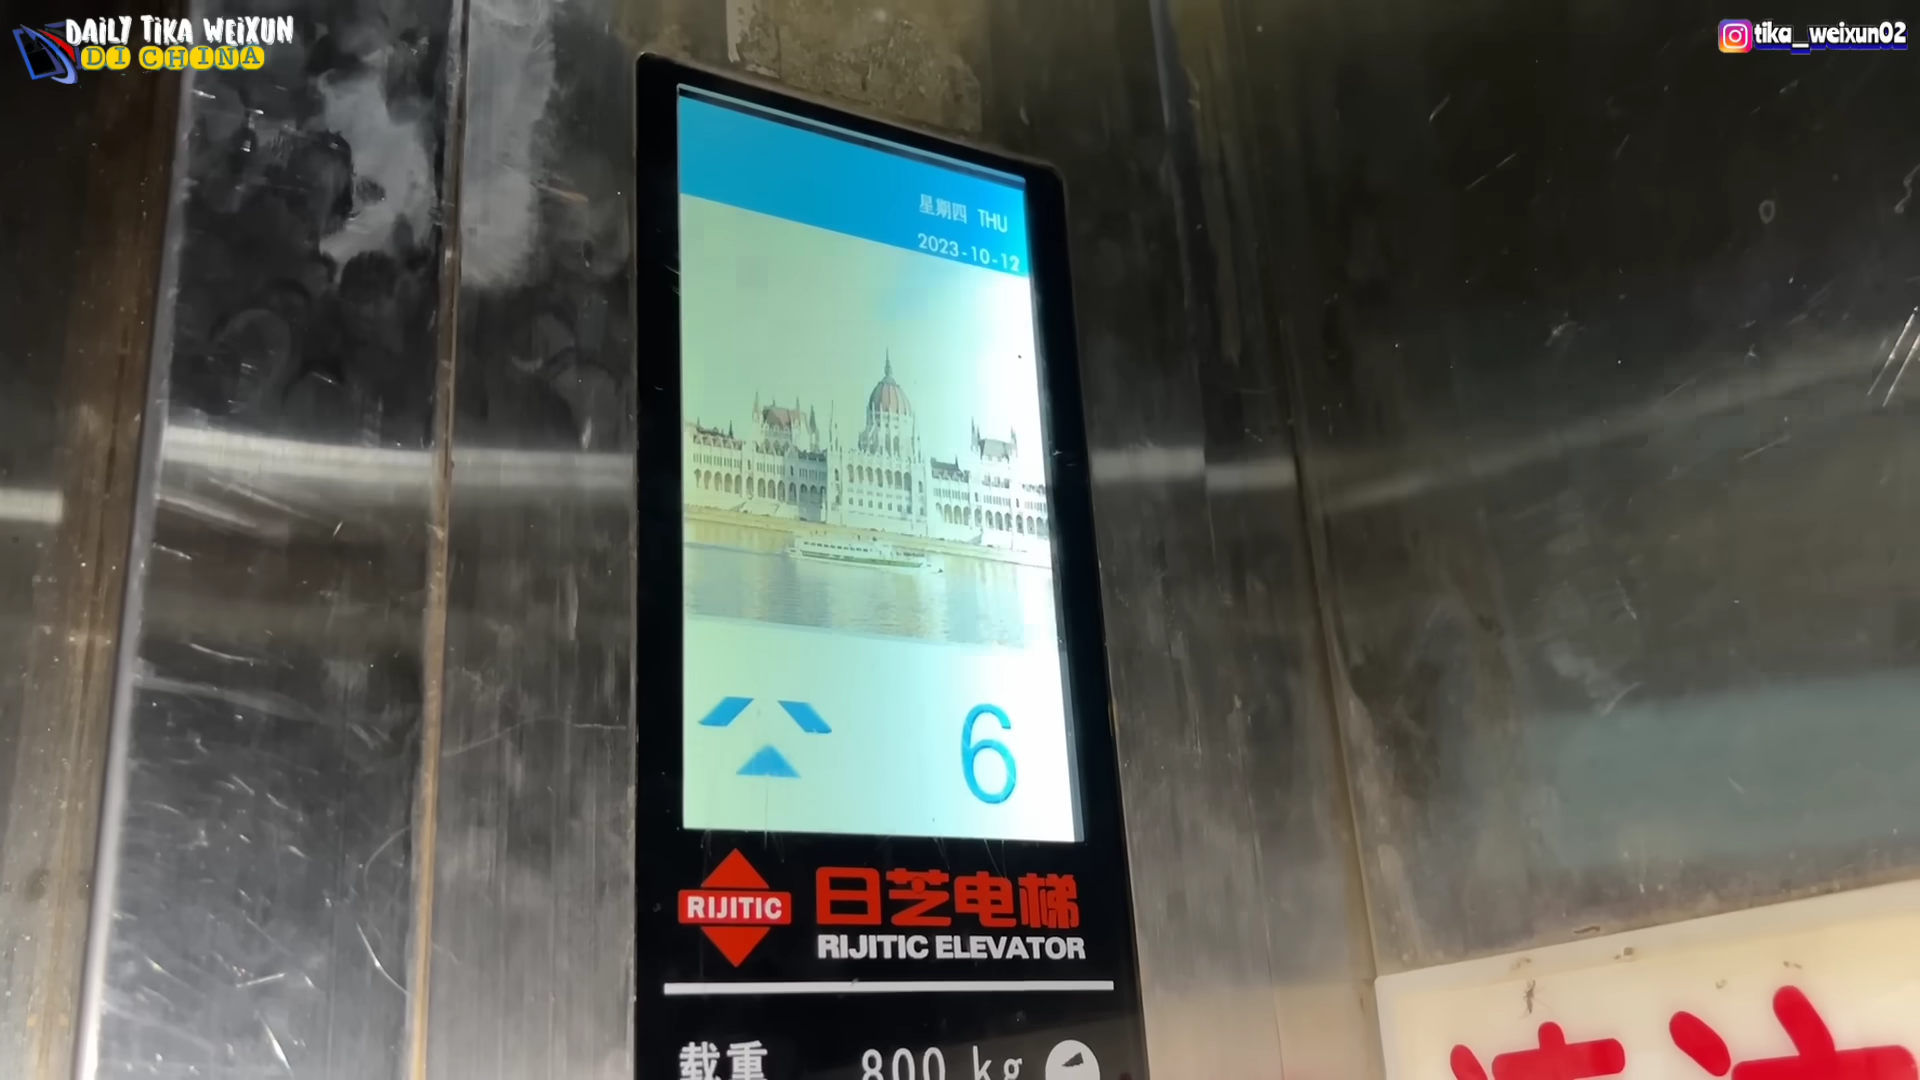 DAILY TIKA WEIXUN
DI CHINA
tika_weixun02
星期四 THU
2023-10-12
6
RIJITIC
日芝电梯
RIJITIC ELEVATOR
载重 800 kg